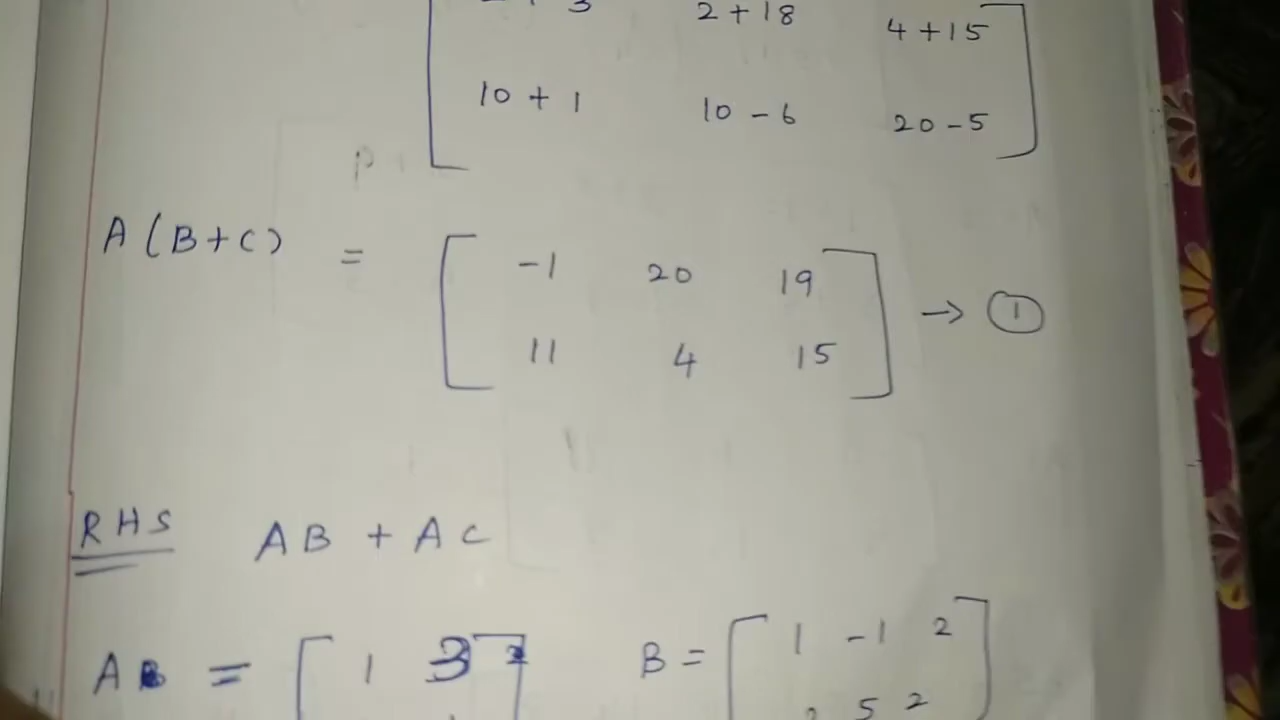 3 2 + 18 4 + 15
10 + 1 10 - 6 20 - 5
A (B + C) = [ -1 20 19 ] → ①
11 4 15
RHS AB + AC
AB = [ 1 3 ] B = [ 1 -1 2 ]
5 2